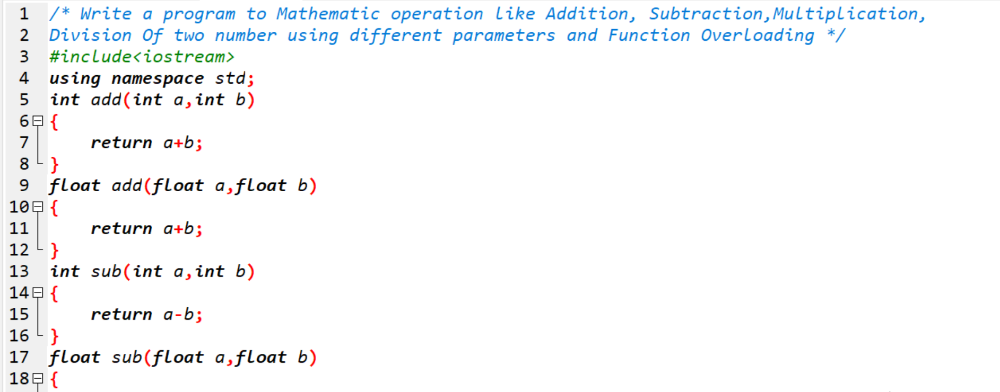 1 /* Write a program to Mathematic operation like Addition, Subtraction,Multiplication,
2 Division Of two number using different parameters and Function Overloading */
3 #include<iostream>
4 using namespace std;
5 int add(int a,int b)
6 {
7 return a+b;
8 }
9 float add(float a,float b)
10 {
11 return a+b;
12 }
13 int sub(int a,int b)
14 {
15 return a-b;
16 }
17 float sub(float a,float b)
18 {